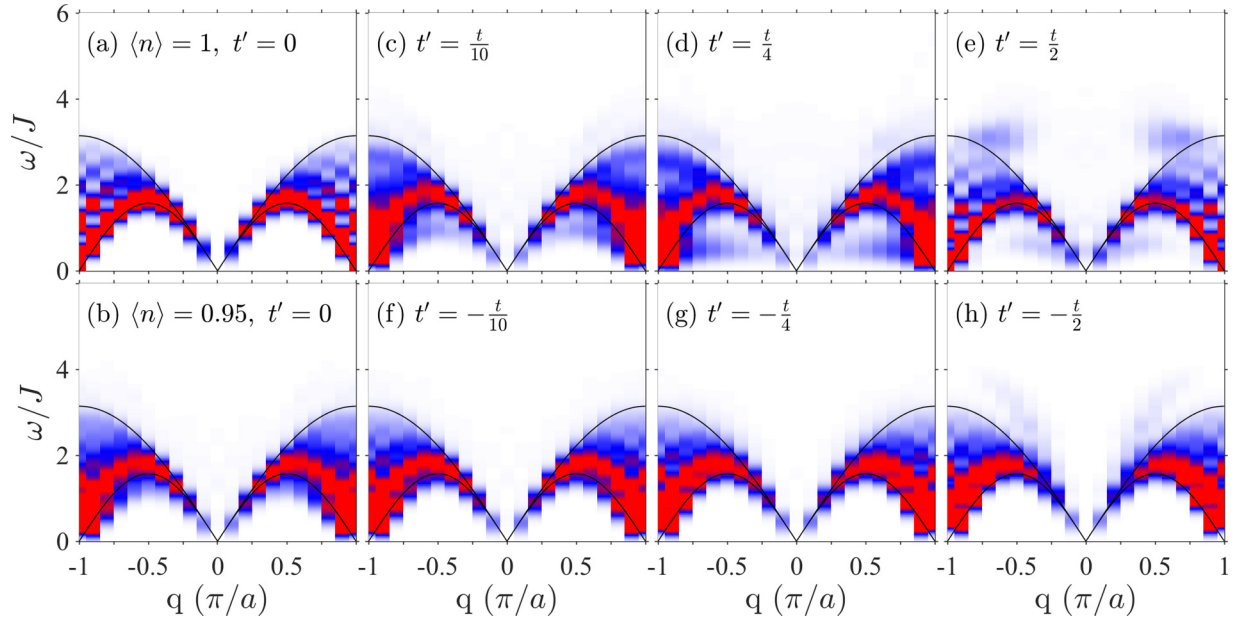 6
4
2
0
ω/J
(a) ⟨n⟩ = 1, t′ = 0
(c) t′ = t/10
(d) t′ = t/4
(e) t′ = t/2
4
2
0
ω/J
(b) ⟨n⟩ = 0.95, t′ = 0
(f) t′ = −t/10
(g) t′ = −t/4
(h) t′ = −t/2
-1 -0.5 0 0.5 -1 -0.5 0 0.5 -1 -0.5 0 0.5 -1 -0.5 0 0.5 1
q (π/a) q (π/a) q (π/a) q (π/a)